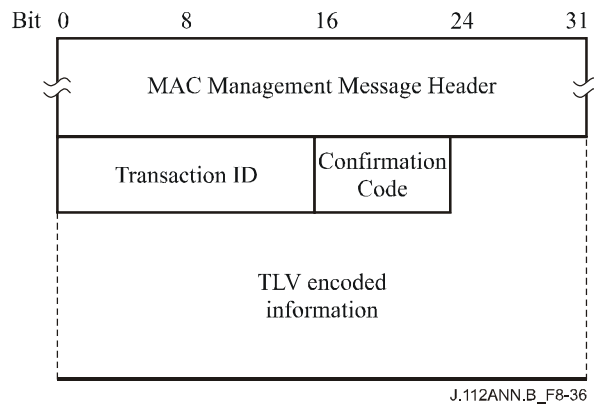 Bit 0 8 16 24 31
MAC Management Message Header
Transaction ID
Confirmation
Code
TLV encoded
information
J.112ANN.B_F8-36